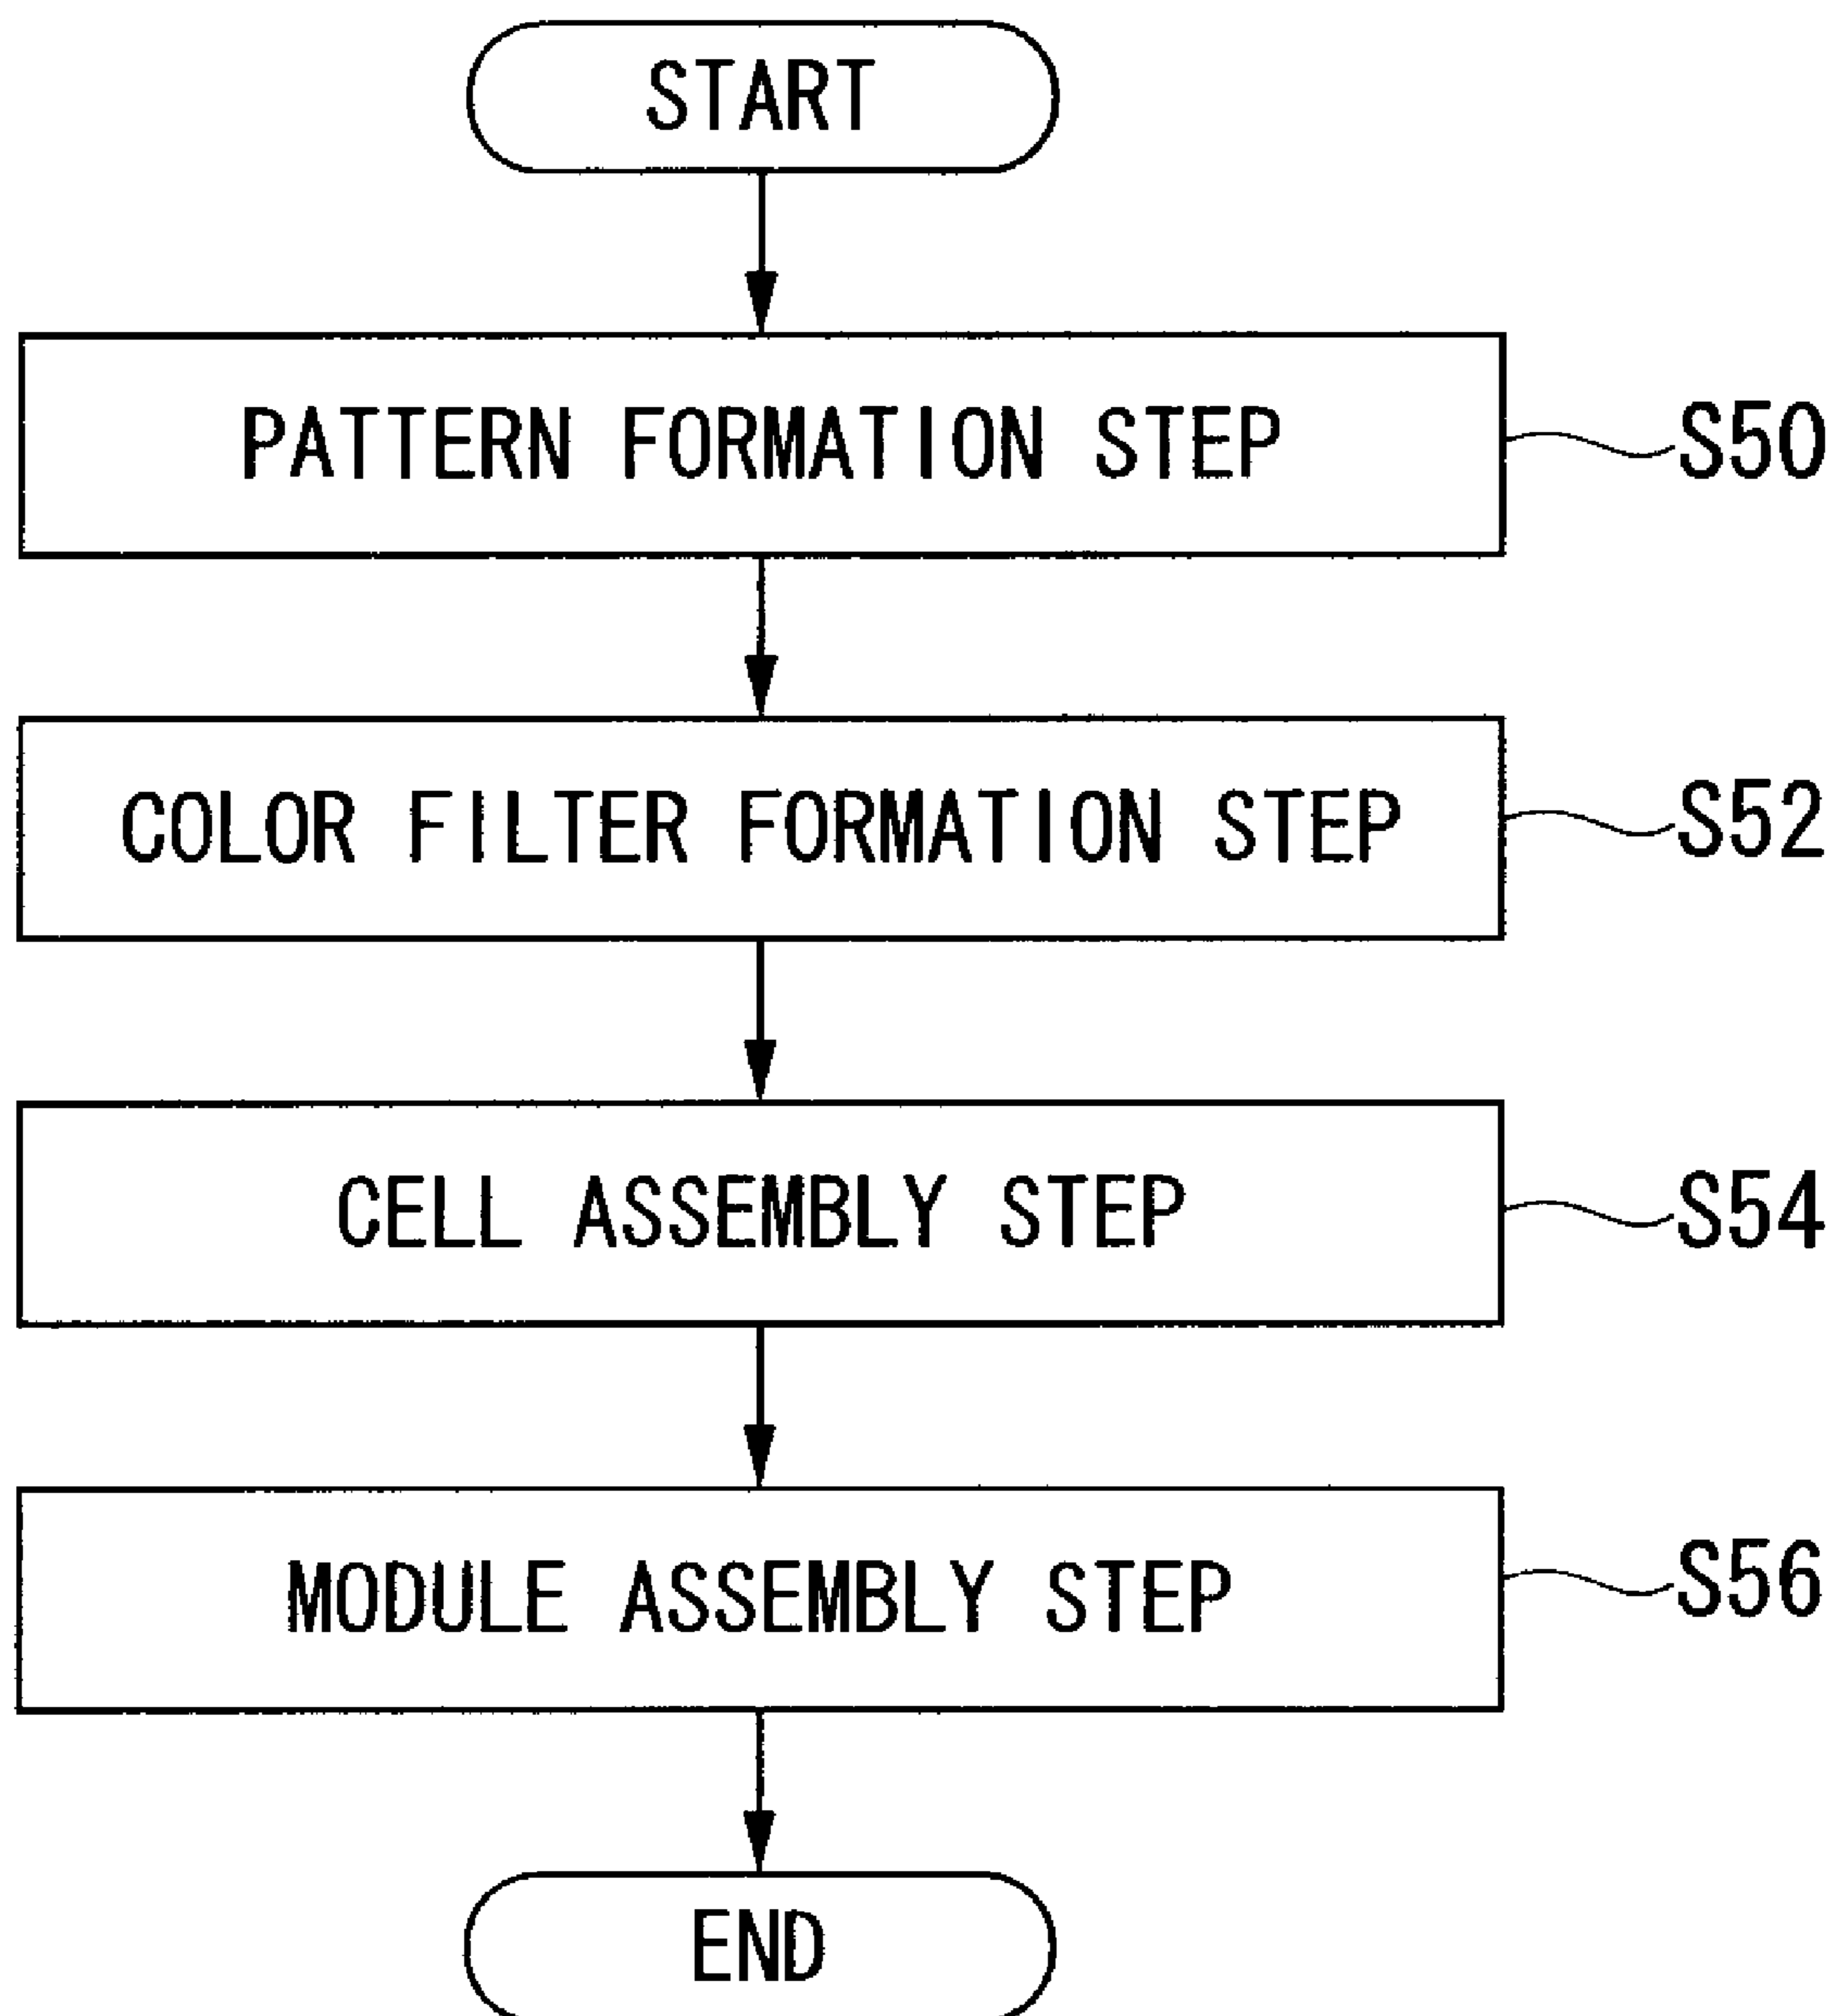 START
PATTERN FORMATION STEP
S50
COLOR FILTER FORMATION STEP
S52
CELL ASSEMBLY STEP
S54
MODULE ASSEMBLY STEP
S56
END